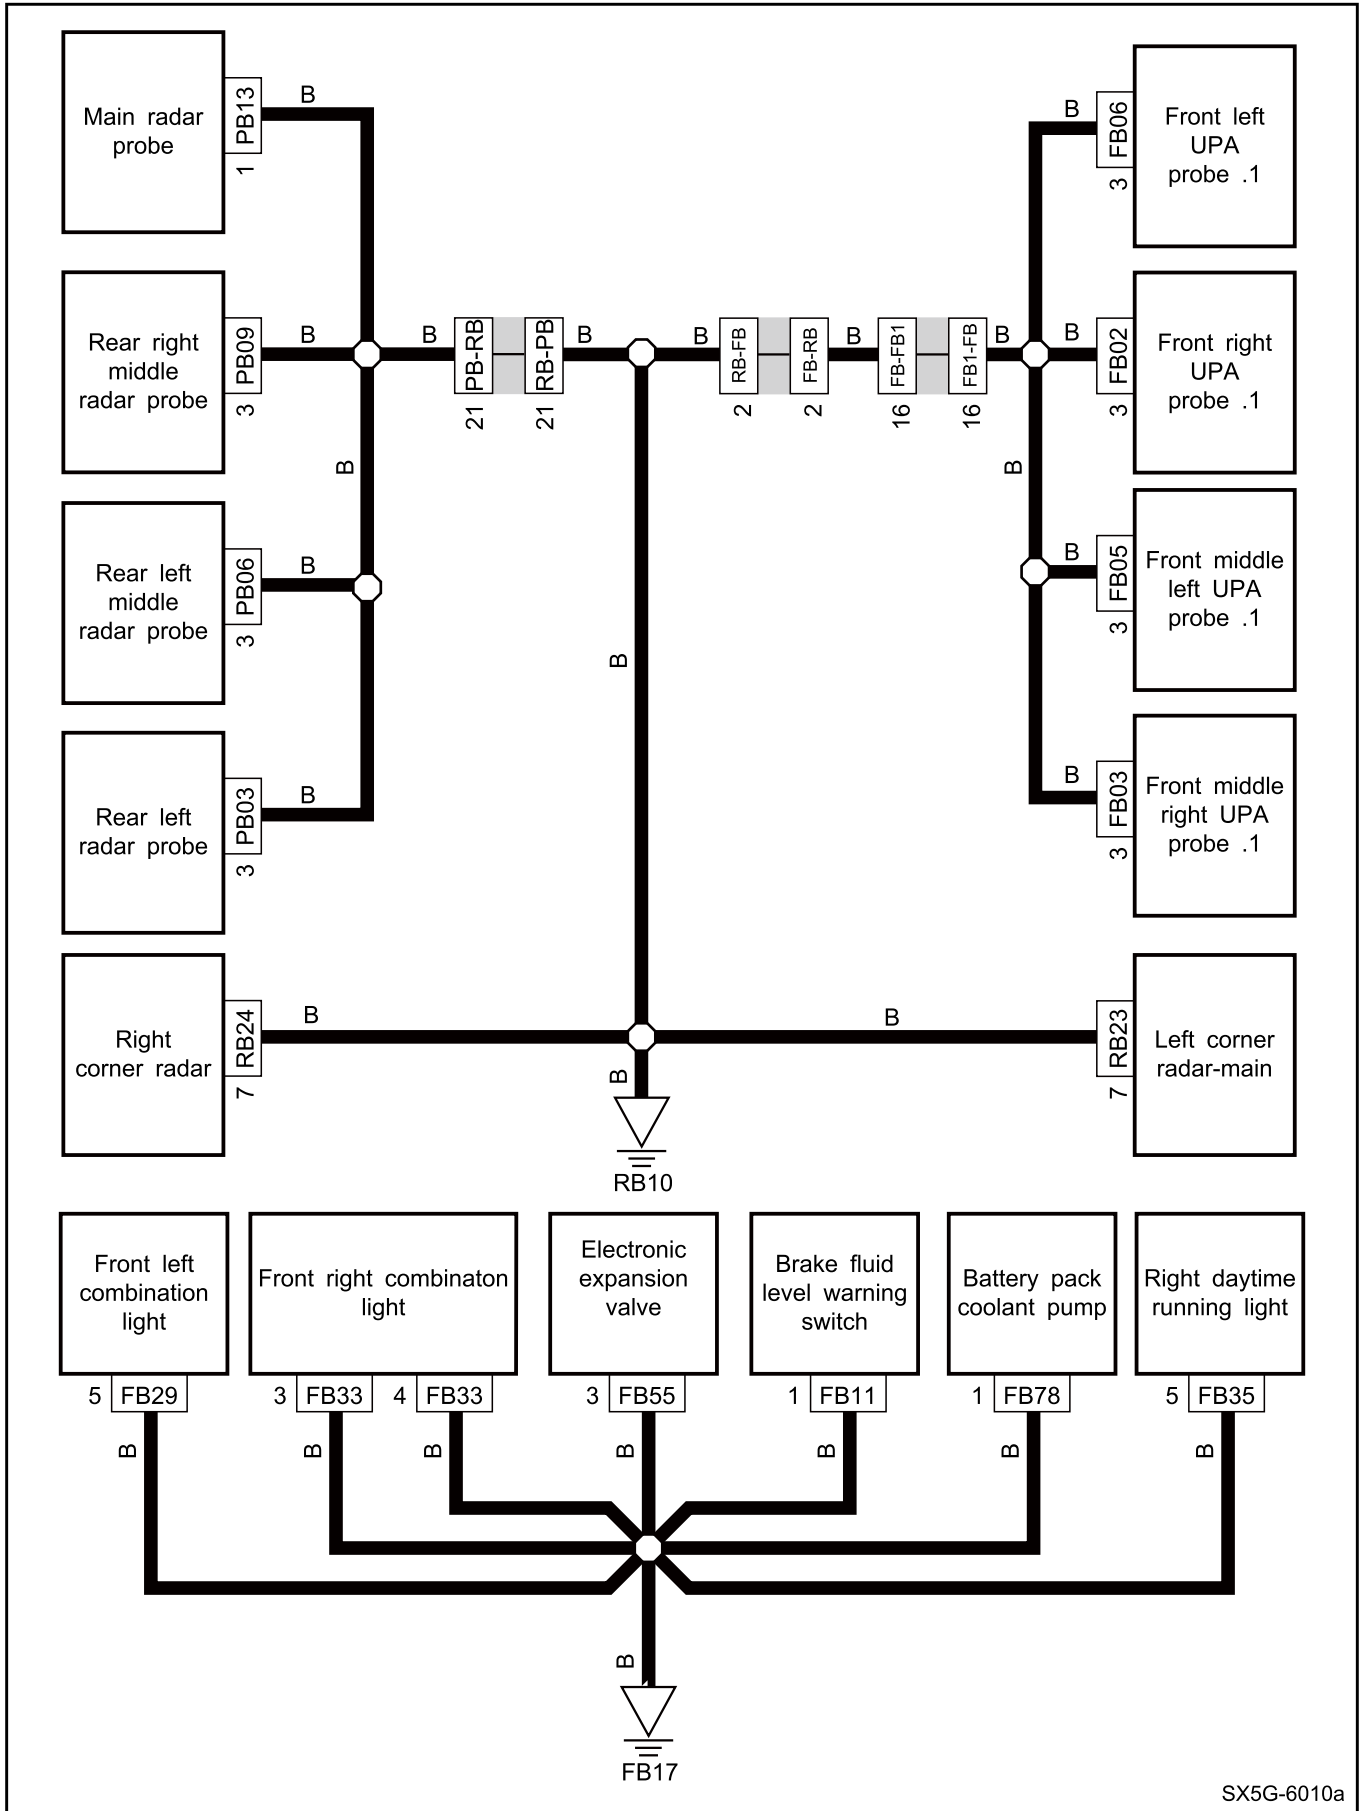 Main radar
probe
PB13
1
B
Front left
UPA
probe .1
FB06
3
B
Rear right
middle
radar probe
PB09
3
B
B
PB-RB
21
RB-PB
21
B
B
RB-FB
2
FB-RB
2
B
FB-FB1
16
FB1-FB
16
B
B
FB02
3
Front right
UPA
probe .1
B
B
Rear left
middle
radar probe
PB06
3
B
B
FB05
3
Front middle
left UPA
probe .1
B
Rear left
radar probe
PB03
3
B
B
FB03
3
Front middle
right UPA
probe .1
Right
corner radar
RB24
7
B
B
RB23
7
Left corner
radar-main
B
RB10
Front left
combination
light
Front right combinaton
light
Electronic
expansion
valve
Brake fluid
level warning
switch
Battery pack
coolant pump
Right daytime
running light
5 FB29
3 FB33
4 FB33
3 FB55
1 FB11
1 FB78
5 FB35
B
B
B
B
B
B
B
B
FB17
SX5G-6010a